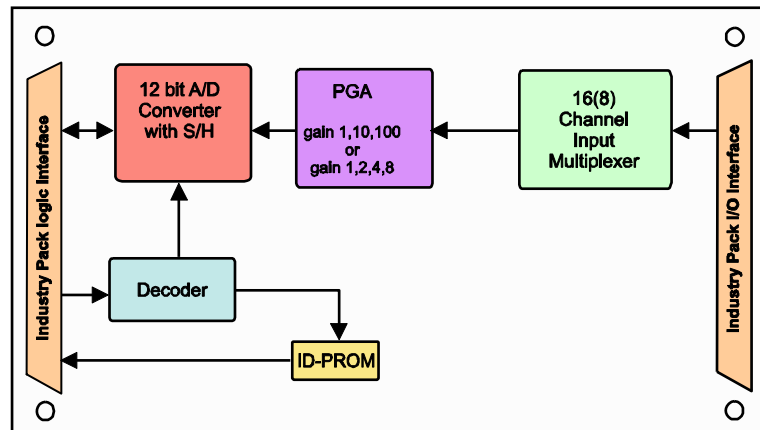 Industry Pack logic Interface
12 bit A/D
Converter
with S/H
PGA
gain 1,10,100
or
gain 1,2,4,8
16(8)
Channel
Input
Multiplexer
Industry Pack I/O Interface
Decoder
ID-PROM